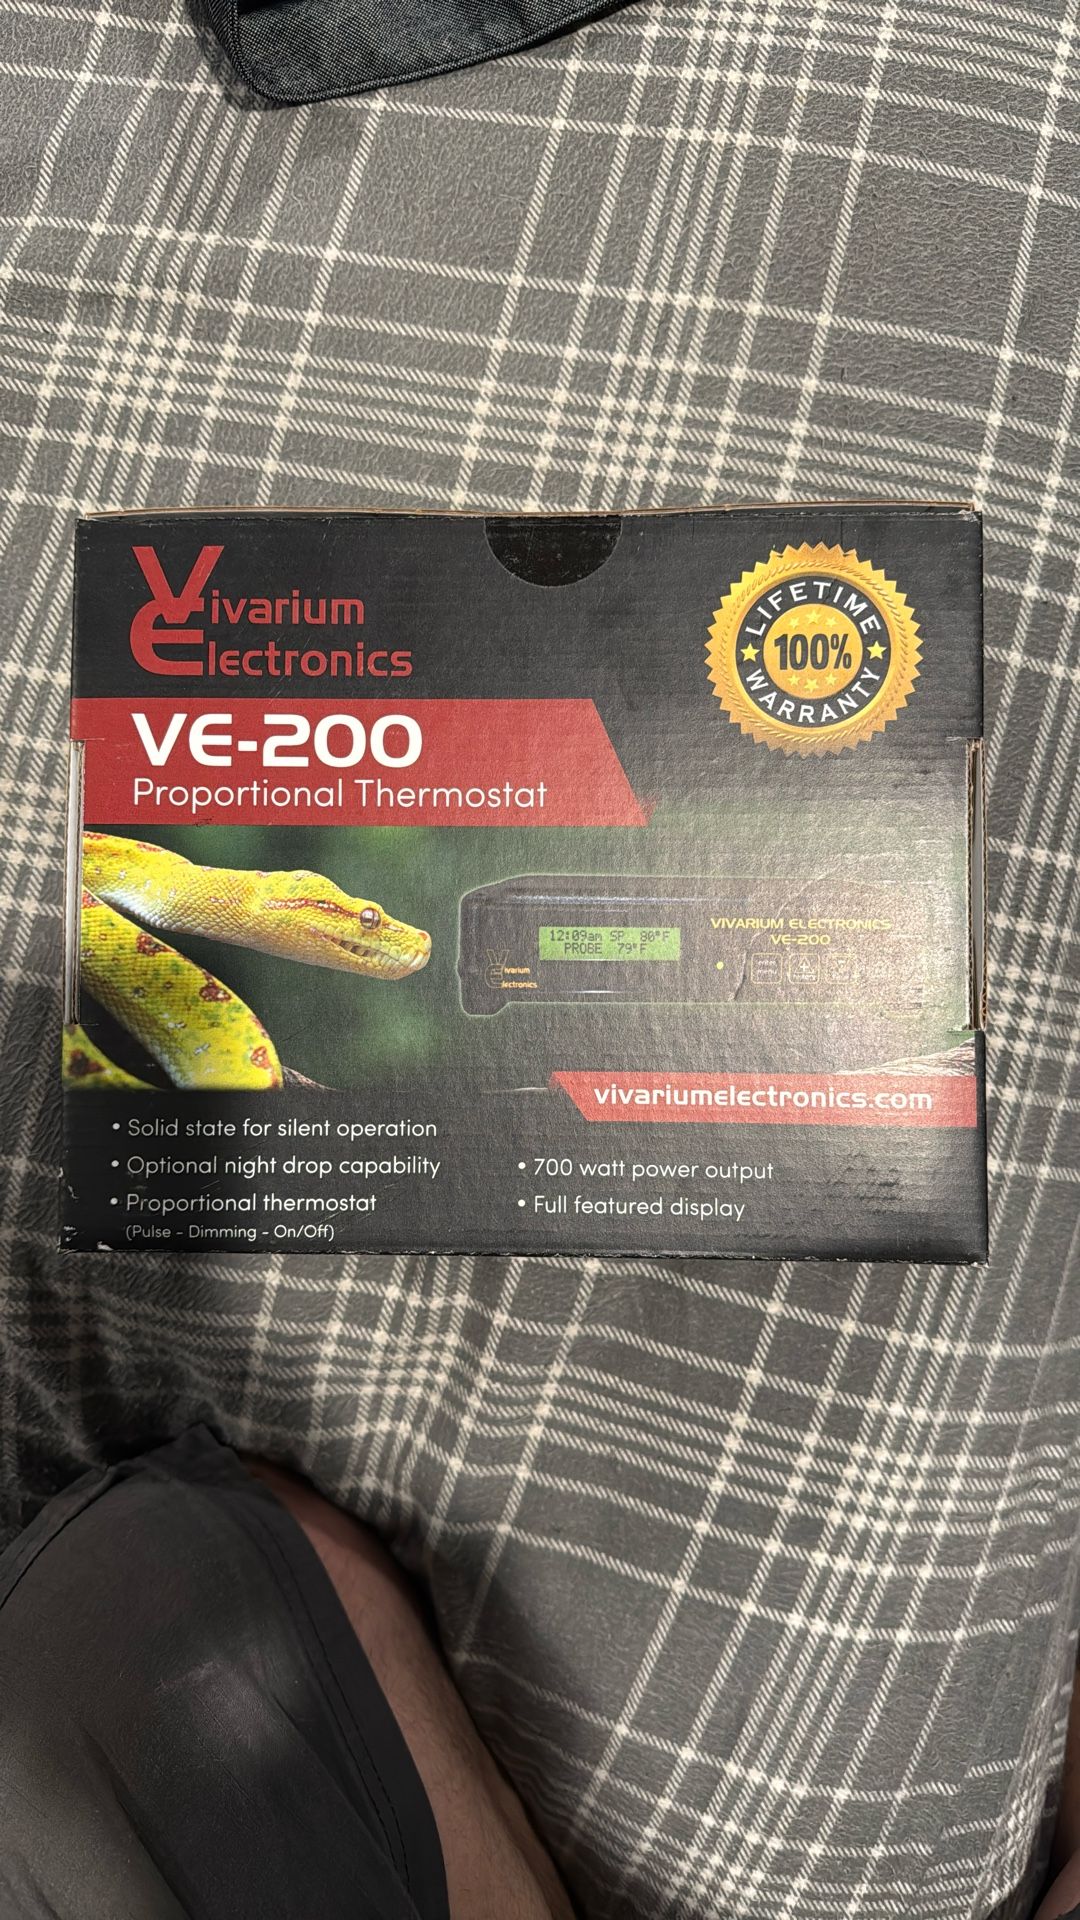 Vivarium
Electronics
VE-200
Proportional Thermostat
LIFETIME
100%
WARRANTY
12:09am SP 80°F
PROBE 79°F
Vivarium
Electronics
VIVARIUM ELECTRONICS
VE-200
enter
menu
vivariumelectronics.com
• Solid state for silent operation
• Optional night drop capability
• Proportional thermostat
(Pulse - Dimming - On/Off)
• 700 watt power output
• Full featured display